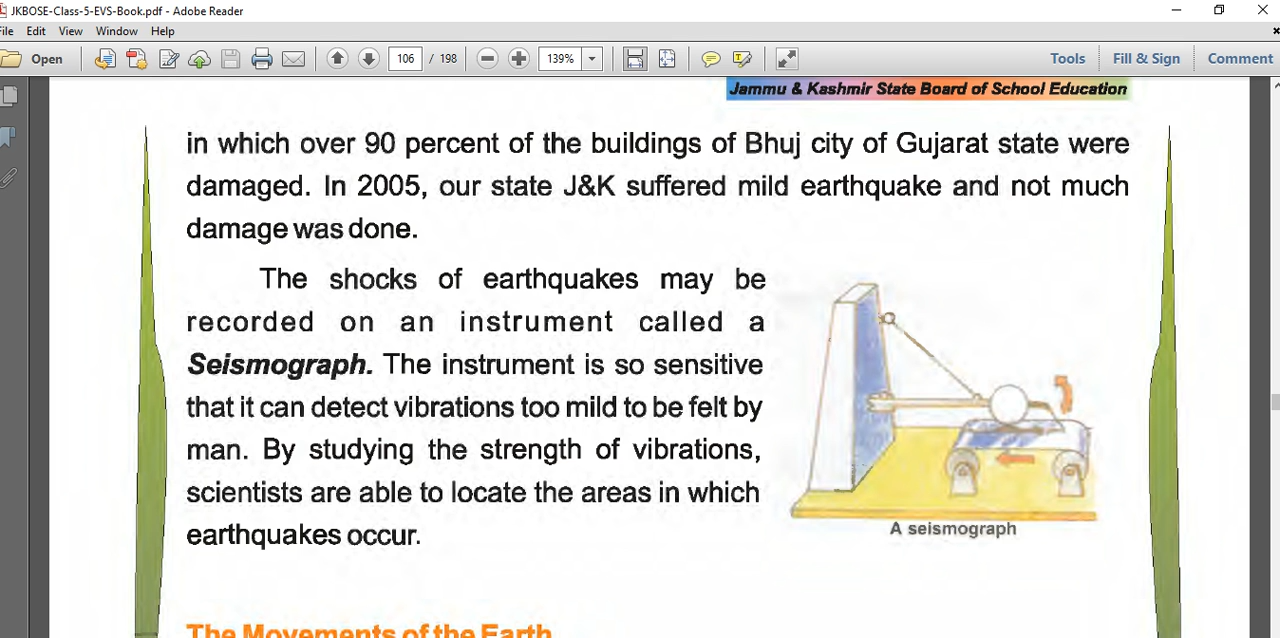 JKBOSE-Class-5-EVS-Book.pdf - Adobe Reader
File Edit View Window Help
Open 106 / 198 139% Tools Fill & Sign Comment
Jammu & Kashmir State Board of School Education
in which over 90 percent of the buildings of Bhuj city of Gujarat state were
damaged. In 2005, our state J&K suffered mild earthquake and not much
damage was done.
The shocks of earthquakes may be
recorded on an instrument called a
Seismograph. The instrument is so sensitive
that it can detect vibrations too mild to be felt by
man. By studying the strength of vibrations,
scientists are able to locate the areas in which
earthquakes occur.
A seismograph
The Movements of the Earth